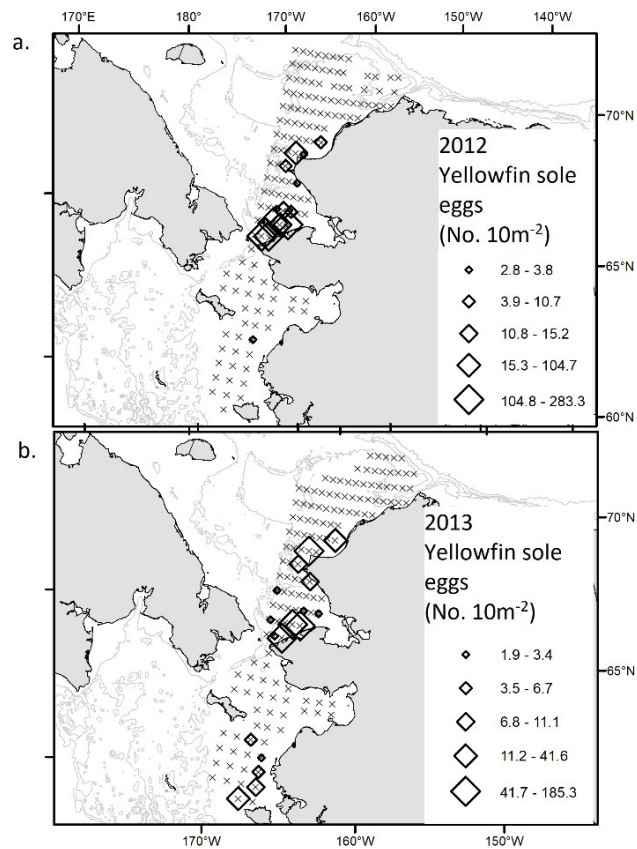 170°E 180° 170°W 160°W 150°W 140°W
a.
70°N
2012
Yellowfin sole
eggs
(No. 10m⁻²)
2.8 - 3.8
65°N
3.9 - 10.7
10.8 - 15.2
15.3 - 104.7
104.8 - 283.3
60°N
b.
70°N
2013
Yellowfin sole
eggs
(No. 10m⁻²)
1.9 - 3.4
65°N
3.5 - 6.7
6.8 - 11.1
11.2 - 41.6
41.7 - 185.3
170°W 160°W 150°W